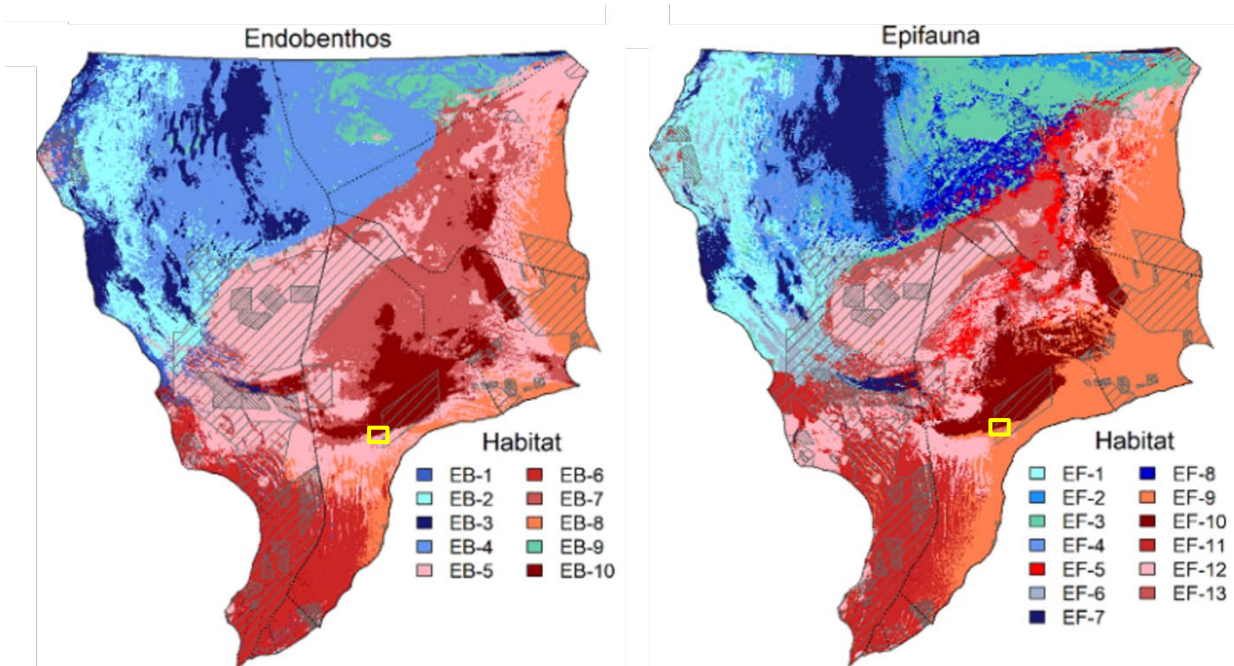 Endobenthos
Habitat
EB-1 EB-6
EB-2 EB-7
EB-3 EB-8
EB-4 EB-9
EB-5 EB-10
Epifauna
Habitat
EF-1 EF-8
EF-2 EF-9
EF-3 EF-10
EF-4 EF-11
EF-5 EF-12
EF-6 EF-13
EF-7